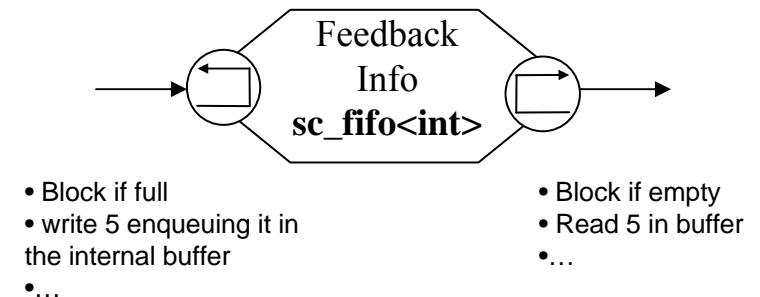 Feedback
Info
sc_fifo<int>
• Block if full
• write 5 enqueuing it in
the internal buffer
•…
• Block if empty
• Read 5 in buffer
•…